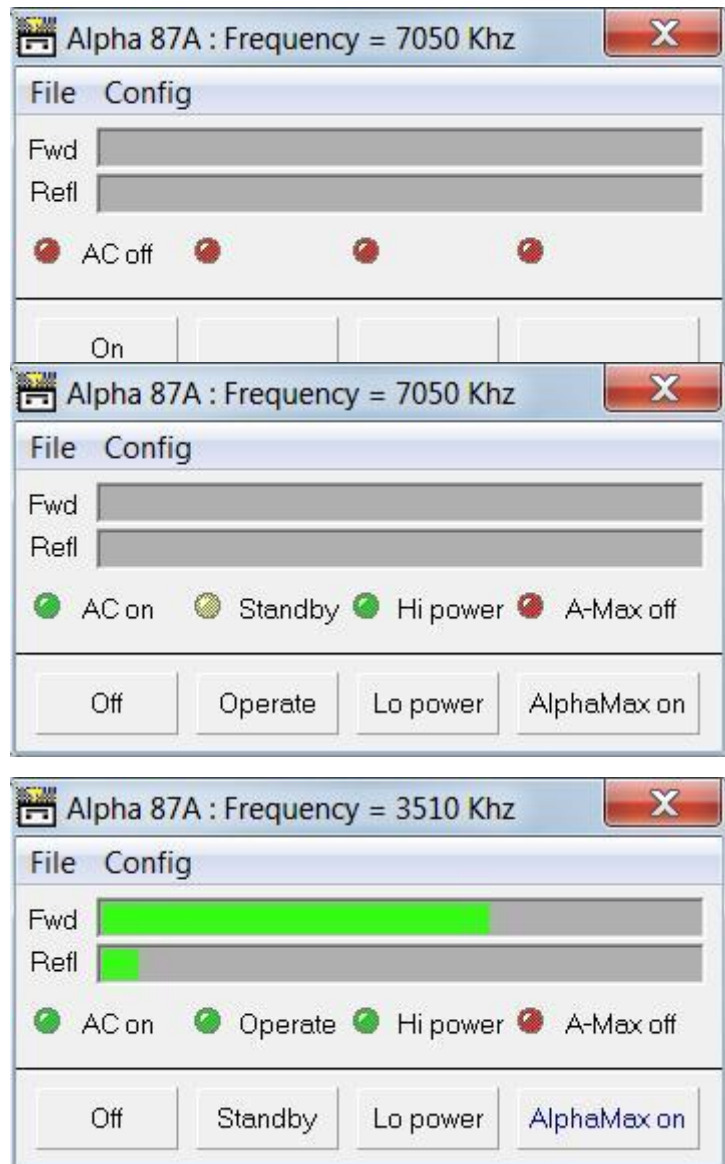 Alpha 87A : Frequency = 7050 Khz
File Config
Fwd
Refl
AC off
On
Alpha 87A : Frequency = 7050 Khz
File Config
Fwd
Refl
AC on Standby Hi power A-Max off
Off Operate Lo power AlphaMax on
Alpha 87A : Frequency = 3510 Khz
File Config
Fwd
Refl
AC on Operate Hi power A-Max off
Off Standby Lo power AlphaMax on